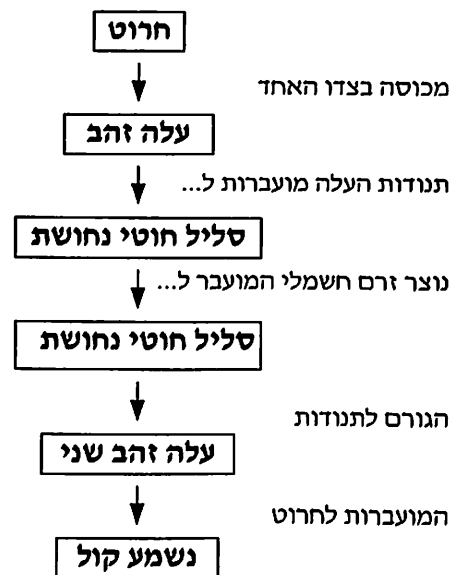 חרוט
מכוסה בצדו האחד
עלה זהב
תנודות העלה מועברות ל...
סליל חוטי נחושת
נוצר זרם חשמלי המועבר ל...
סליל חוטי נחושת
הגורם לתנודות
עלה זהב שני
המועברות לחרוט
נשמע קול